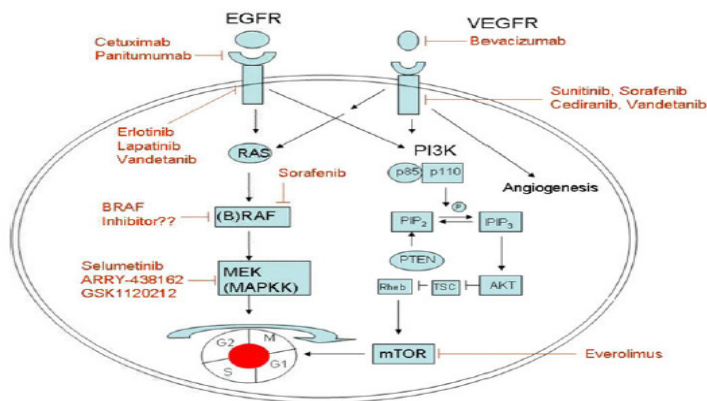 EGFR
VEGFR
Cetuximab
Panitumumab
Bevacizumab
Sunitinib, Sorafenib
Cediranib, Vandetanib
Erlotinib
Lapatinib
Vandetanib
RAS
PI3K
p85
p110
Sorafenib
Angiogenesis
BRAF
Inhibitor??
(B)RAF
PIP2
P
PIP3
PTEN
Selumetinib
ARRY-438162
GSK1120212
MEK
(MAPKK)
Rheb
TSC
AKT
G2
M
S
G1
mTOR
Everolimus